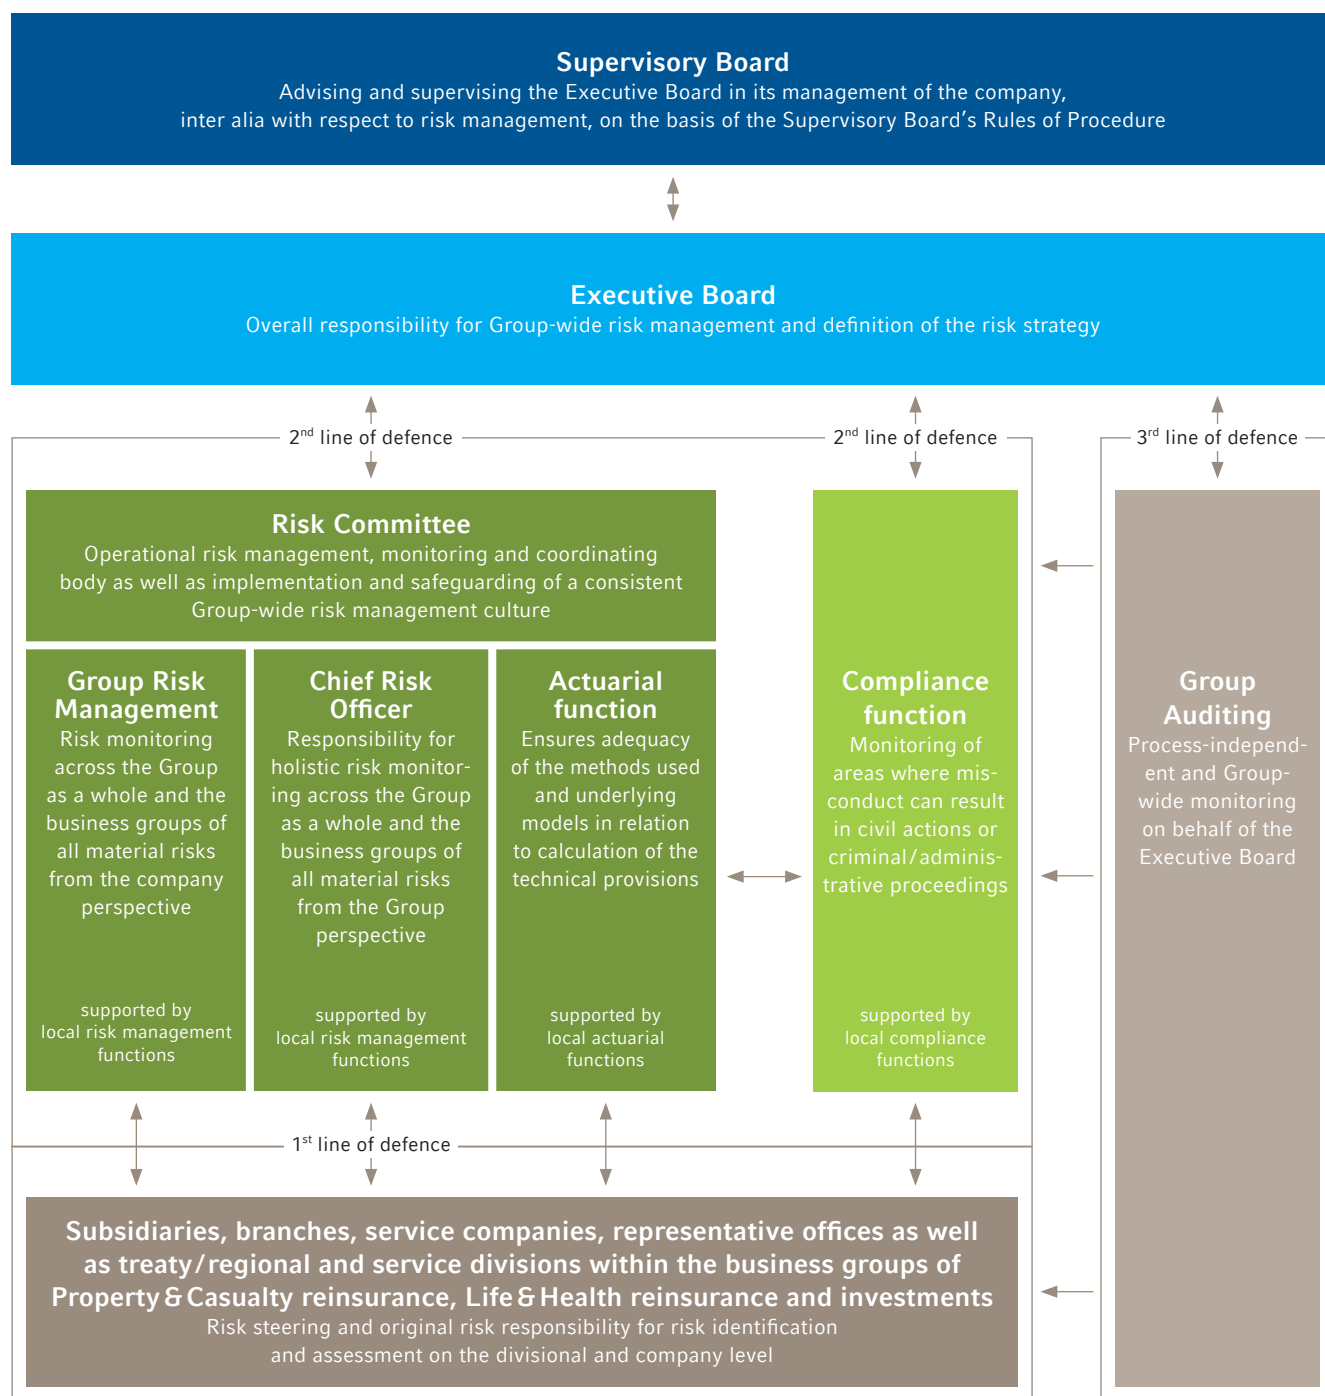 Supervisory Board
Advising and supervising the Executive Board in its management of the company,
inter alia with respect to risk management, on the basis of the Supervisory Board’s Rules of Procedure
Executive Board
Overall responsibility for Group-wide risk management and definition of the risk strategy
2nd line of defence
2nd line of defence
3rd line of defence
Risk Committee
Operational risk management, monitoring and coordinating
body as well as implementation and safeguarding of a consistent
Group-wide risk management culture
Group Risk
Management
Risk monitoring
across the Group
as a whole and the
business groups of
all material risks
from the company
perspective
supported by
local risk management
functions
Chief Risk
Officer
Responsibility for
holistic risk monitor-
ing across the Group
as a whole and the
business groups of
all material risks
from the Group
perspective
supported by
local risk management
functions
Actuarial
function
Ensures adequacy
of the methods used
and underlying
models in relation
to calculation of the
technical provisions
supported by
local actuarial
functions
Compliance
function
Monitoring of
areas where mis-
conduct can result
in civil actions or
criminal/adminis-
trative proceedings
supported by
local compliance
functions
Group
Auditing
Process-independ-
ent and Group-
wide monitoring
on behalf of the
Executive Board
1st line of defence
Subsidiaries, branches, service companies, representative offices as well
as treaty/regional and service divisions within the business groups of
Property & Casualty reinsurance, Life & Health reinsurance and investments
Risk steering and original risk responsibility for risk identification
and assessment on the divisional and company level